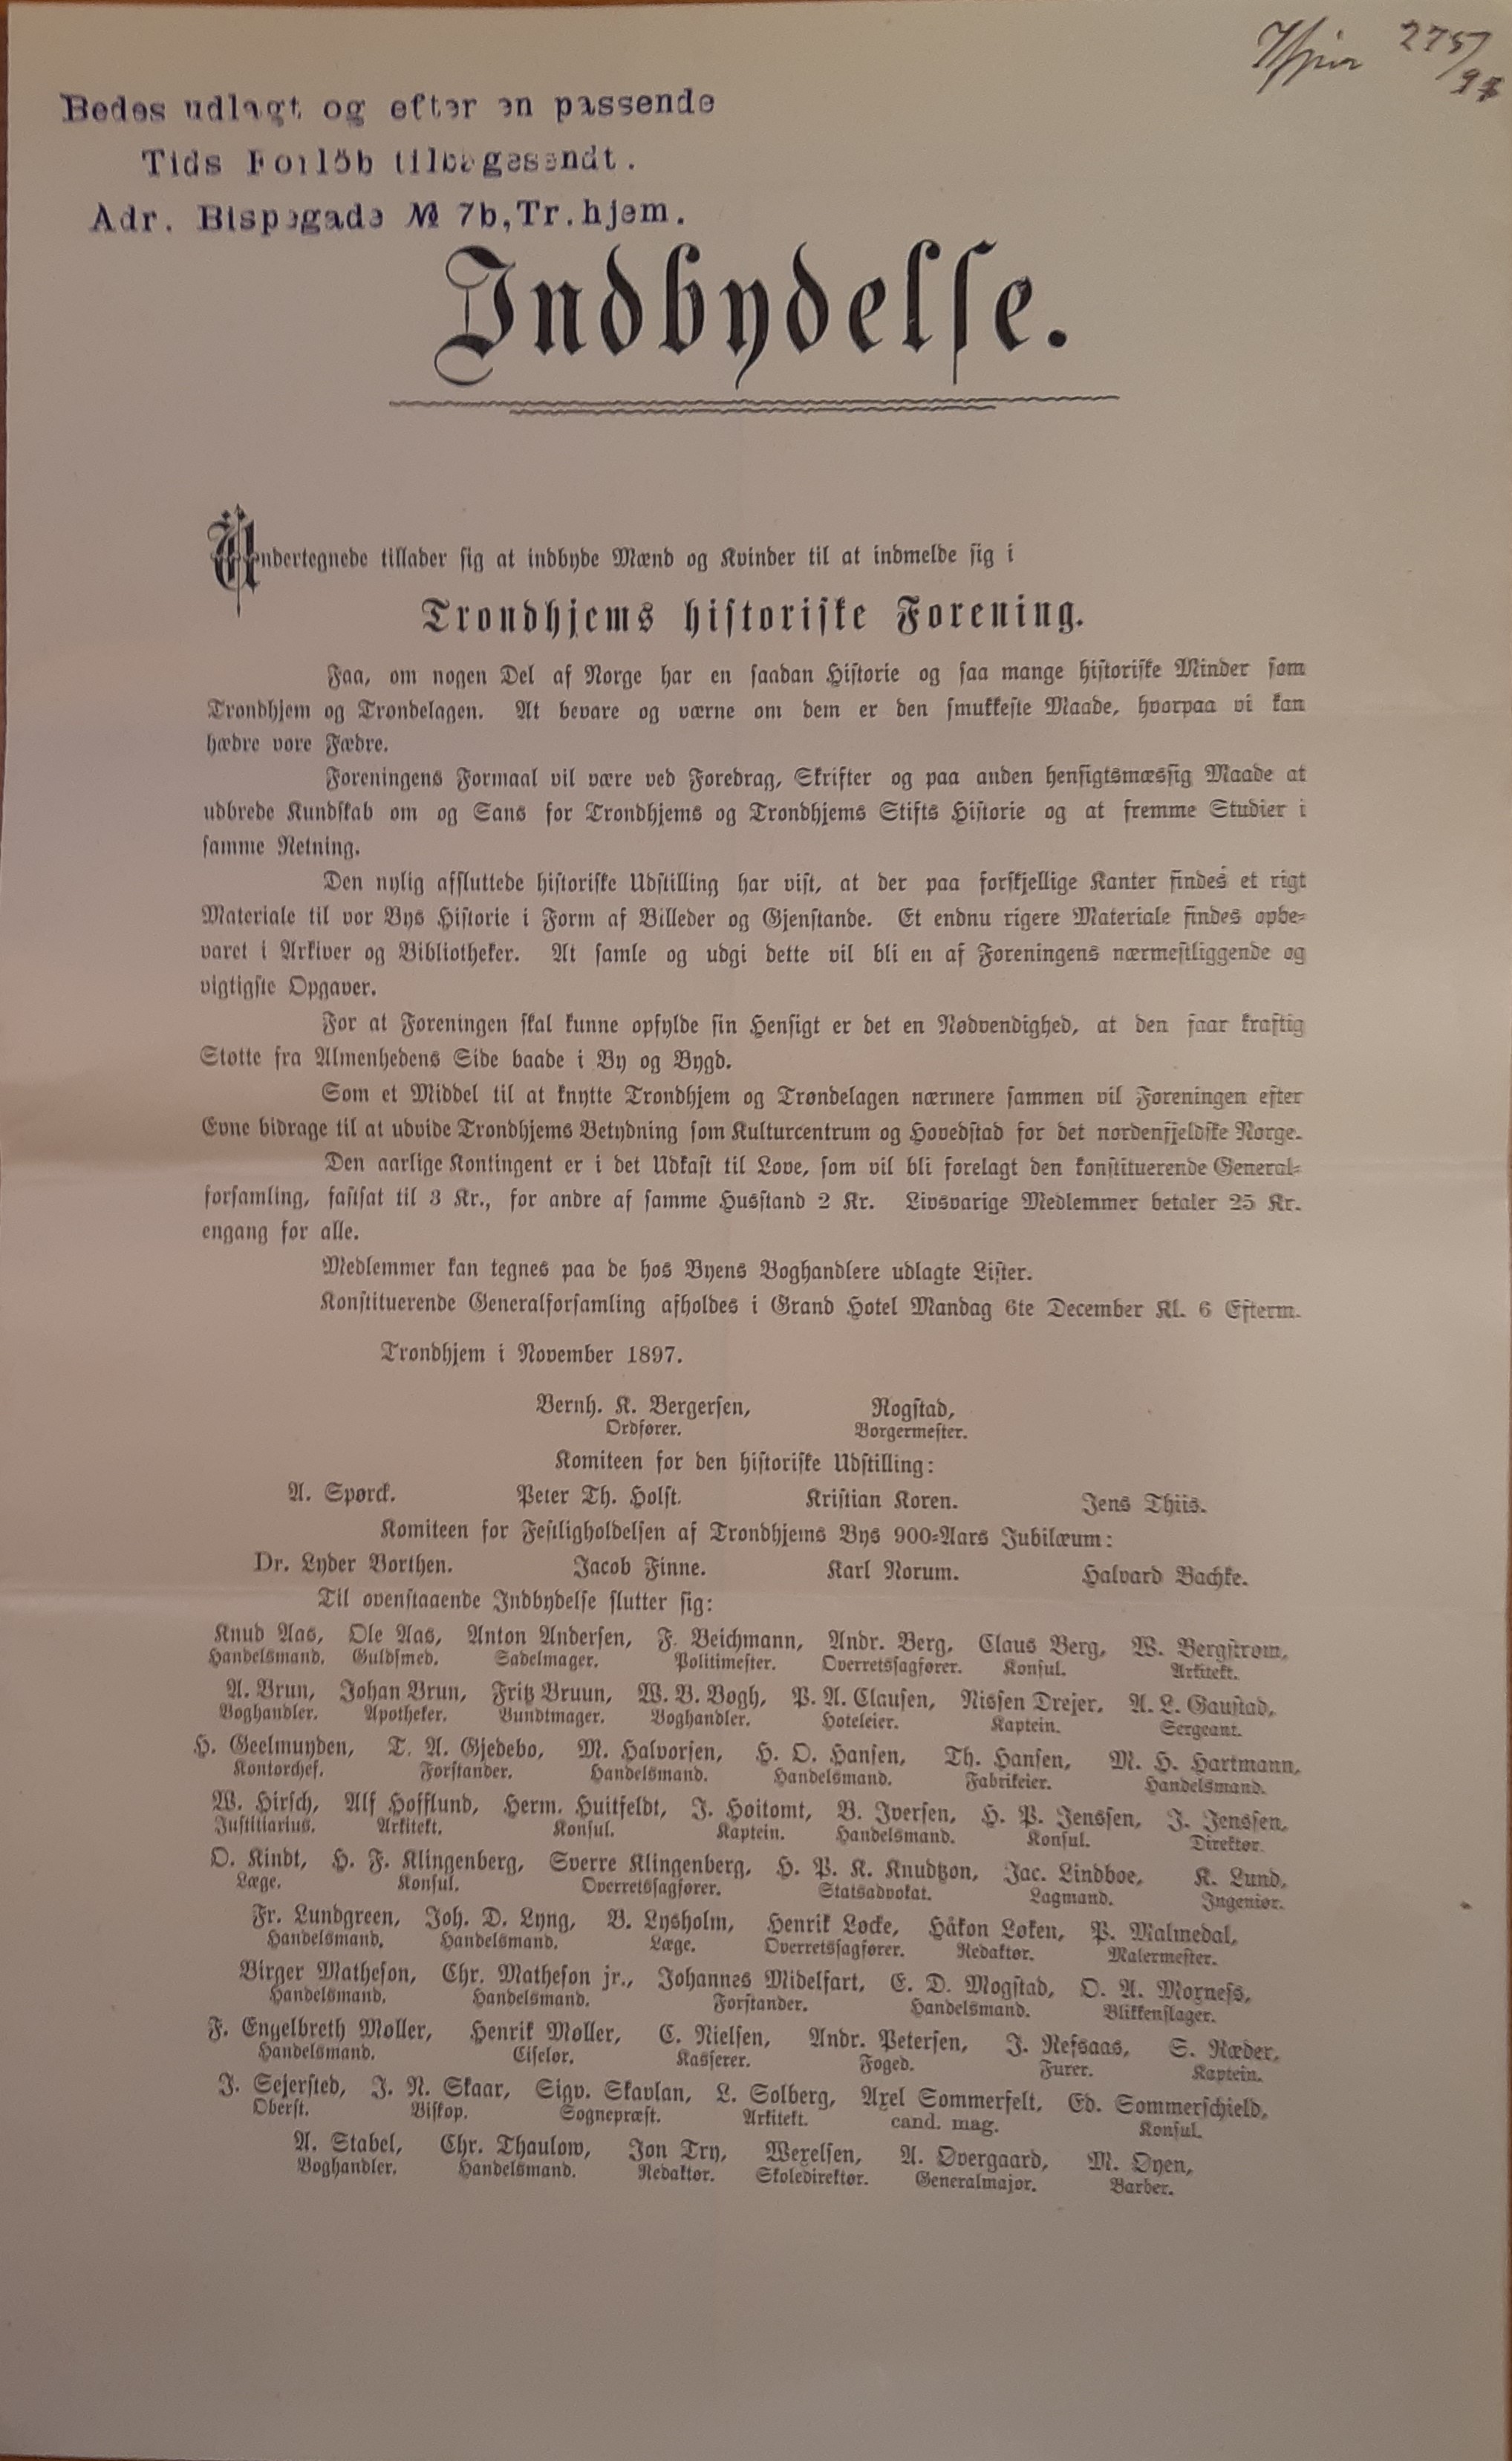 275/97
Bedes udlagt og efter en passende
Tids Forlöb tilbagesendt.
Adr. Bispegade № 7b, Tr.hjem.
Indbydelse.
Undertegnede tillader sig at indbyde Mænd og Kvinder til at indmelde sig i
Trondhjems historiske Forening.
Faa, om nogen Del af Norge har en saadan Historie og saa mange historiske Minder som
Trondhjem og Trøndelagen. At bevare og værne om dem er den smukkeste Maade, hvorpaa vi kan
hædre vore Fædre.
Foreningens Formaal vil være ved Foredrag, Skrifter og paa anden hensigtsmæssig Maade at
udbrede Kundskab om og Sans for Trondhjems og Trondhjems Stifts Historie og at fremme Studier i
samme Retning.
Den nylig afsluttede historiske Udstilling har vist, at der paa forskjellige Kanter findes et rigt
Materiale til vor Bys Historie i Form af Billeder og Gjenstande. Et endnu rigere Materiale findes opbe-
varet i Arkiver og Bibliotheker. At samle og udgi dette vil bli en af Foreningens nærmestliggende og
vigtigste Opgaver.
For at Foreningen skal kunne opfylde sin Hensigt er det en Nødvendighed, at den faar kraftig
Støtte fra Almenhedens Side baade i By og Bygd.
Som et Middel til at knytte Trondhjem og Trøndelagen nærmere sammen vil Foreningen efter
Evne bidrage til at udvide Trondhjems Betydning som Kulturcentrum og Hovedstad for det nordenfjeldske Norge.
Den aarlige Kontingent er i det Udkast til Love, som vil bli forelagt den konstituerende General-
forsamling, fastsat til 3 Kr., for andre af samme Husstand 2 Kr. Livsvarige Medlemmer betaler 25 Kr.
engang for alle.
Medlemmer kan tegnes paa de hos Byens Boghandlere udlagte Lister.
Konstituerende Generalforsamling afholdes i Grand Hotel Mandag 6te December Kl. 6 Efterm.
Trondhjem i November 1897.
Bernh. K. Bergersen, Rogstad,
Ordfører. Borgermester.
Komiteen for den historiske Udstilling:
A. Spørck. Peter Th. Holst. Kristian Koren. Jens Thiis.
Komiteen for Festligholdelsen af Trondhjems Bys 900-Aars Jubilæum:
Dr. Lyder Borthen. Jacob Finne. Karl Norum. Halvard Bachke.
Til ovenstaaende Indbydelse slutter sig:
Knud Aas, Ole Aas, Anton Andersen, F. Beichmann, Andr. Berg, Claus Berg, W. Bergstrøm,
Handelsmand. Guldsmed. Sadelmager. Politimester. Overretssagfører. Konsul. Arkitekt.
A. Brun, Johan Brun, Fritz Bruun, W. B. Bøgh, P. A. Clausen, Nissen Drejer, A. L. Gaustad,
Boghandler. Apotheker. Bundtmager. Boghandler. Hoteleier. Kaptein. Sergeant.
H. Geelmuyden, T. A. Gjedebo, M. Halvorsen, H. O. Hansen, Th. Hansen, M. H. Hartmann,
Kontorchef. Forstander. Handelsmand. Handelsmand. Fabrikeier. Handelsmand.
W. Hirsch, Alf Hofflund, Herm. Huitfeldt, J. Hoitomt, B. Iversen, H. P. Jenssen, J. Jenssen,
Justitiarius. Arkitekt. Konsul. Kaptein. Handelsmand. Konsul. Direktør.
O. Kindt, H. F. Klingenberg, Sverre Klingenberg, H. P. K. Knudtzon, Jac. Lindboe, K. Lund,
Læge. Konsul. Overretssagfører. Statsadvokat. Lagmand. Ingeniør.
Fr. Lundgreen, Joh. D. Lyng, B. Lysholm, Henrik Löcke, Håkon Løken, P. Malmedal,
Handelsmand. Handelsmand. Læge. Overretssagfører. Redaktør. Malermester.
Birger Matheson, Chr. Matheson jr., Johannes Midelfart, E. D. Mogstad, O. A. Moxness,
Handelsmand. Handelsmand. Forstander. Handelsmand. Blikkenslager.
F. Engelbreth Møller, Henrik Møller, C. Nielsen, Andr. Petersen, J. Refsaas, S. Ræder,
Handelsmand. Ciselør. Kasserer. Foged. Furer. Kaptein.
J. Sejersted, J. N. Skaar, Sigv. Skavlan, L. Solberg, Axel Sommerfelt, Ed. Sommerschield,
Oberst. Biskop. Sognepræst. Arkitekt. cand. mag. Konsul.
A. Stabel, Chr. Thaulow, Jon Try, Wexelsen, A. Overgaard, M. Øyen,
Boghandler. Handelsmand. Redaktør. Skoledirektør. Generalmajor. Barber.